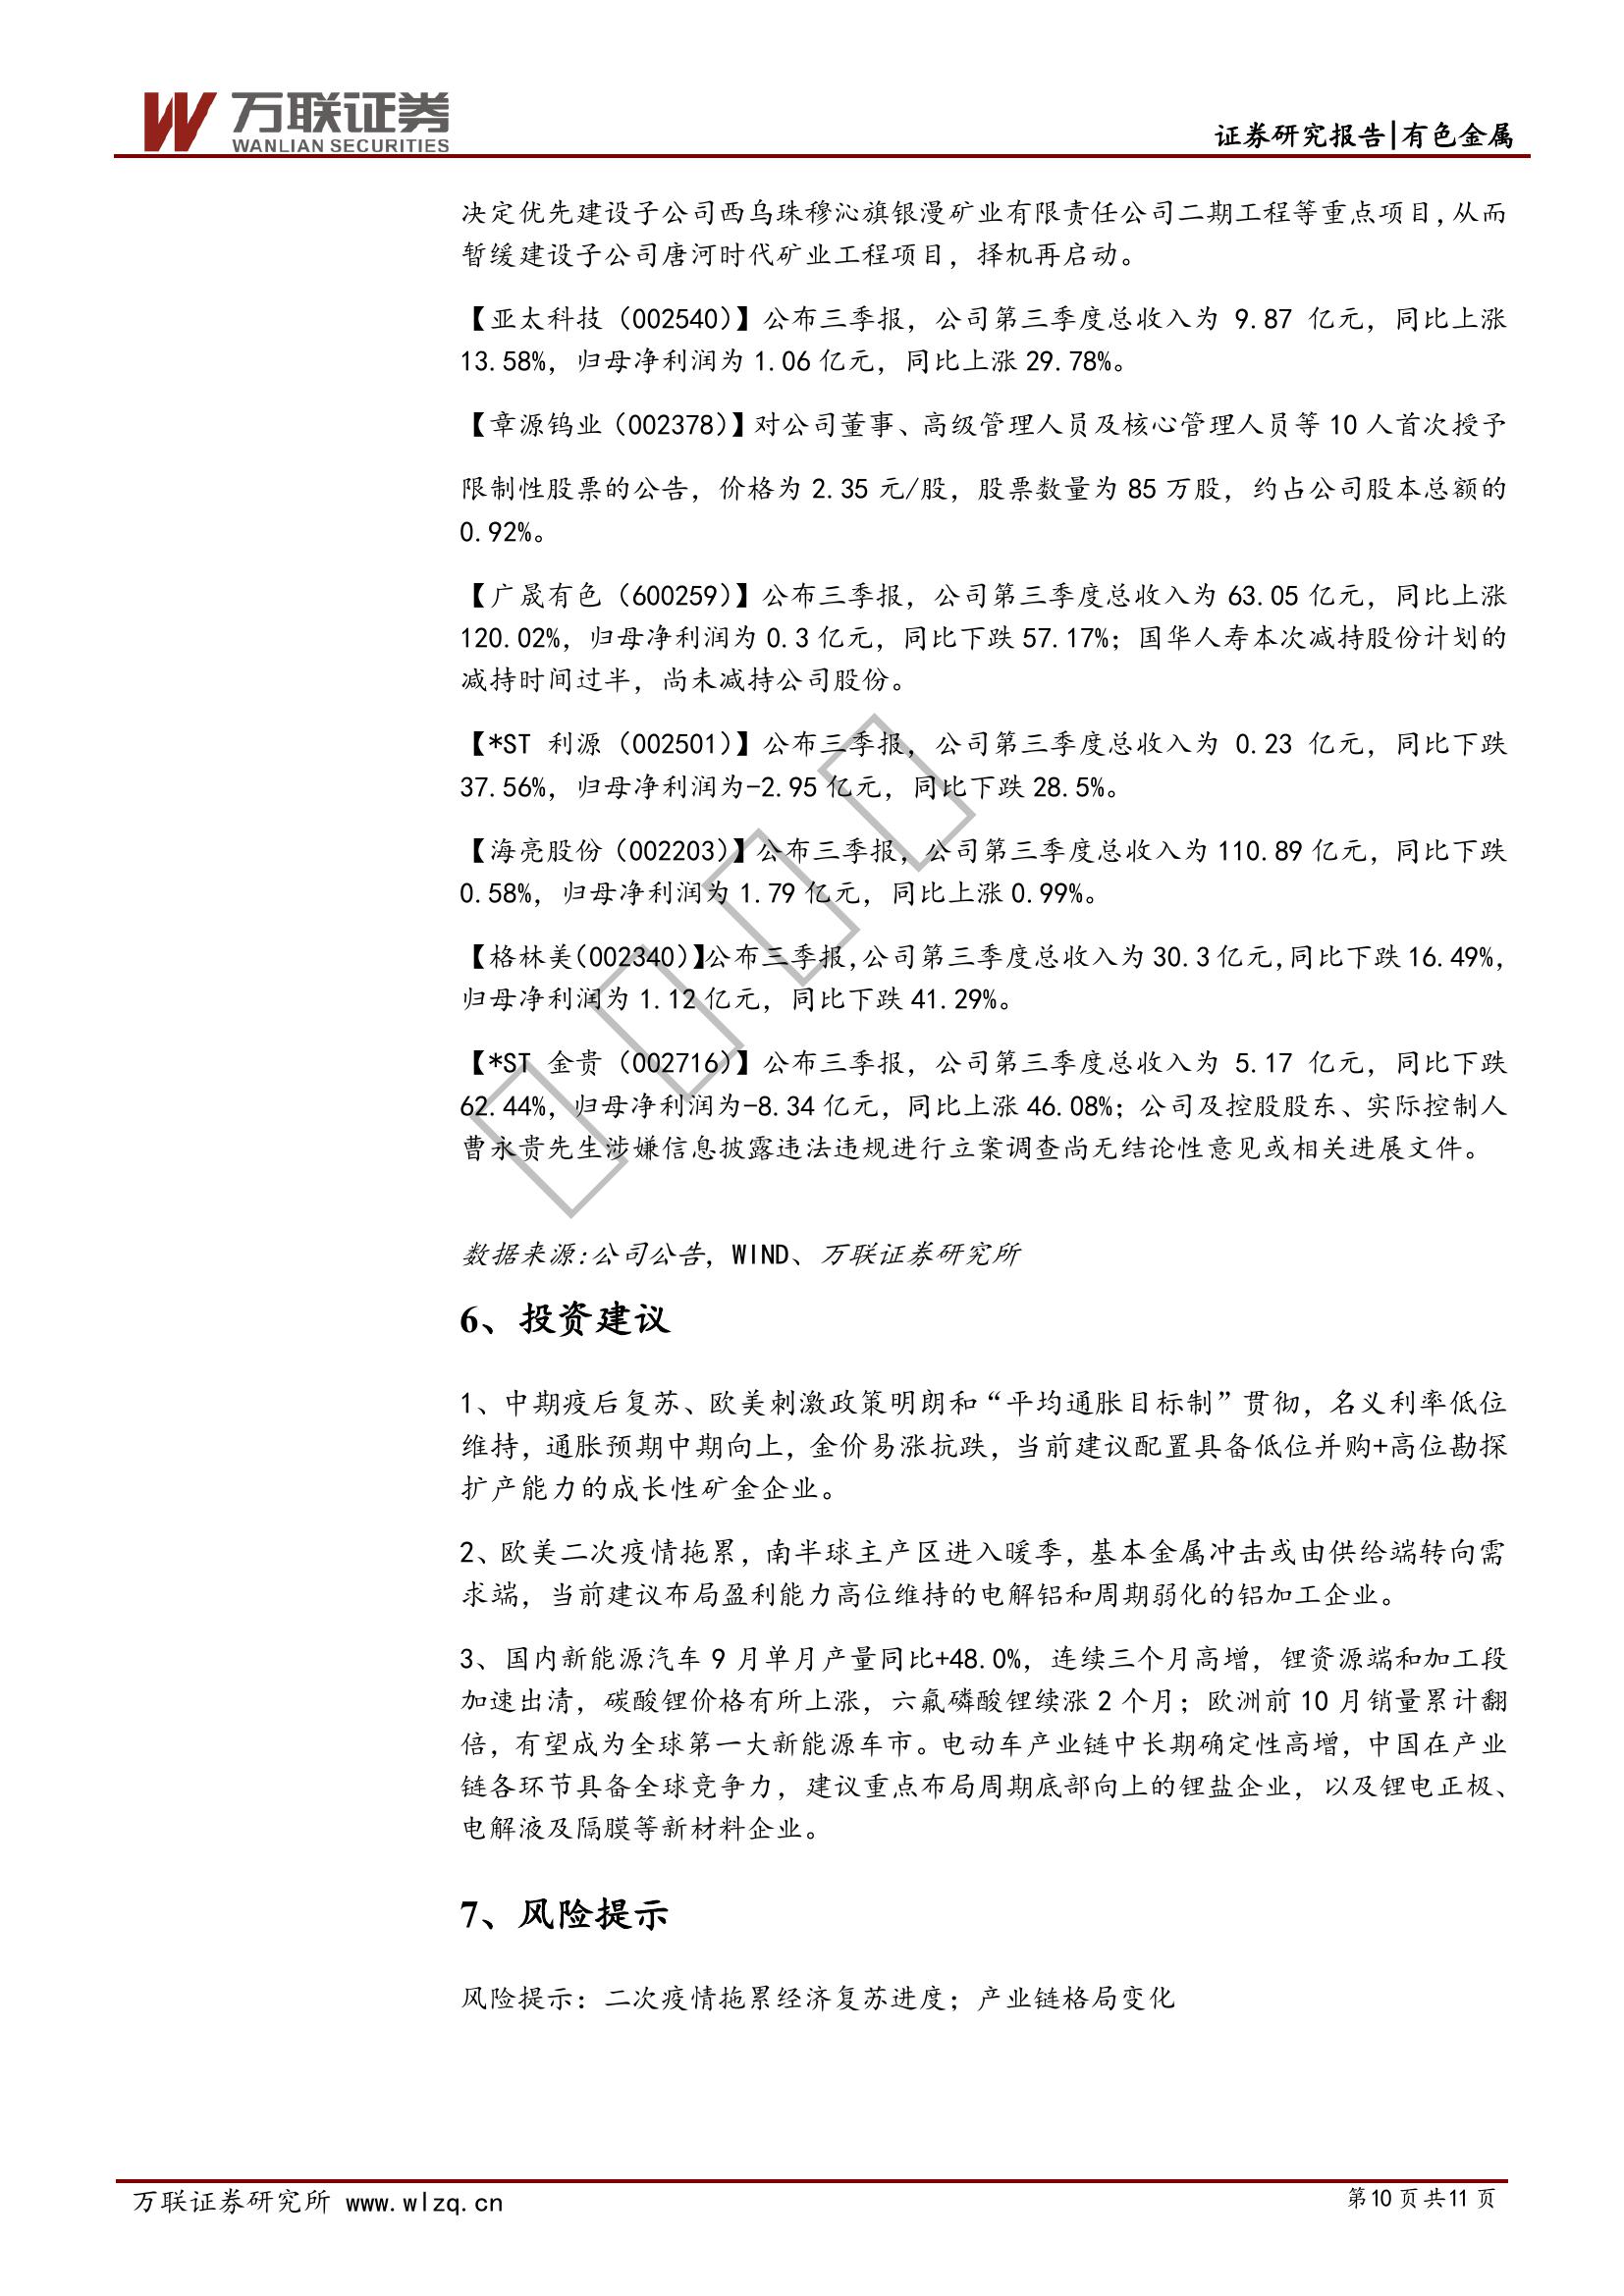 万联证券
WANLIAN SECURITIES
证券研究报告|有色金属
决定优先建设子公司西乌珠穆沁旗银漫矿业有限责任公司二期工程等重点项目，从而
暂缓建设子公司唐河时代矿业工程项目，择机再启动。
【亚太科技（002540）】公布三季报，公司第三季度总收入为 9.87 亿元，同比上涨
13.58%，归母净利润为 1.06 亿元，同比上涨 29.78%。
【章源钨业（002378）】对公司董事、高级管理人员及核心管理人员等 10 人首次授予
限制性股票的公告，价格为 2.35 元/股，股票数量为 85 万股，约占公司股本总额的
0.92%。
【广晟有色（600259）】公布三季报，公司第三季度总收入为 63.05 亿元，同比上涨
120.02%，归母净利润为 0.3 亿元，同比下跌 57.17%；国华人寿本次减持股份计划的
减持时间过半，尚未减持公司股份。
【*ST 利源（002501）】公布三季报，公司第三季度总收入为 0.23 亿元，同比下跌
37.56%，归母净利润为-2.95 亿元，同比下跌 28.5%。
【海亮股份（002203）】公布三季报，公司第三季度总收入为 110.89 亿元，同比下跌
0.58%，归母净利润为 1.79 亿元，同比上涨 0.99%。
【格林美（002340）】公布三季报，公司第三季度总收入为 30.3 亿元，同比下跌 16.49%，
归母净利润为 1.12 亿元，同比下跌 41.29%。
【*ST 金贵（002716）】公布三季报，公司第三季度总收入为 5.17 亿元，同比下跌
62.44%，归母净利润为-8.34 亿元，同比上涨 46.08%；公司及控股股东、实际控制人
曹永贵先生涉嫌信息披露违法违规进行立案调查尚无结论性意见或相关进展文件。
数据来源：公司公告，WIND、万联证券研究所
6、投资建议
1、中期疫后复苏、欧美刺激政策明朗和“平均通胀目标制”贯彻，名义利率低位
维持，通胀预期中期向上，金价易涨抗跌，当前建议配置具备低位并购+高位勘探
扩产能力的成长性矿金企业。
2、欧美二次疫情拖累，南半球主产区进入暖季，基本金属冲击或由供给端转向需
求端，当前建议布局盈利能力高位维持的电解铝和周期弱化的铝加工企业。
3、国内新能源汽车 9 月单月产量同比+48.0%，连续三个月高增，锂资源端和加工段
加速出清，碳酸锂价格有所上涨，六氟磷酸锂续涨 2 个月；欧洲前 10 月销量累计翻
倍，有望成为全球第一大新能源车市。电动车产业链中长期确定性高增，中国在产业
链各环节具备全球竞争力，建议重点布局周期底部向上的锂盐企业，以及锂电正极、
电解液及隔膜等新材料企业。
7、风险提示
风险提示：二次疫情拖累经济复苏进度；产业链格局变化
万联证券研究所 www.wlzq.cn
第10 页 共11 页